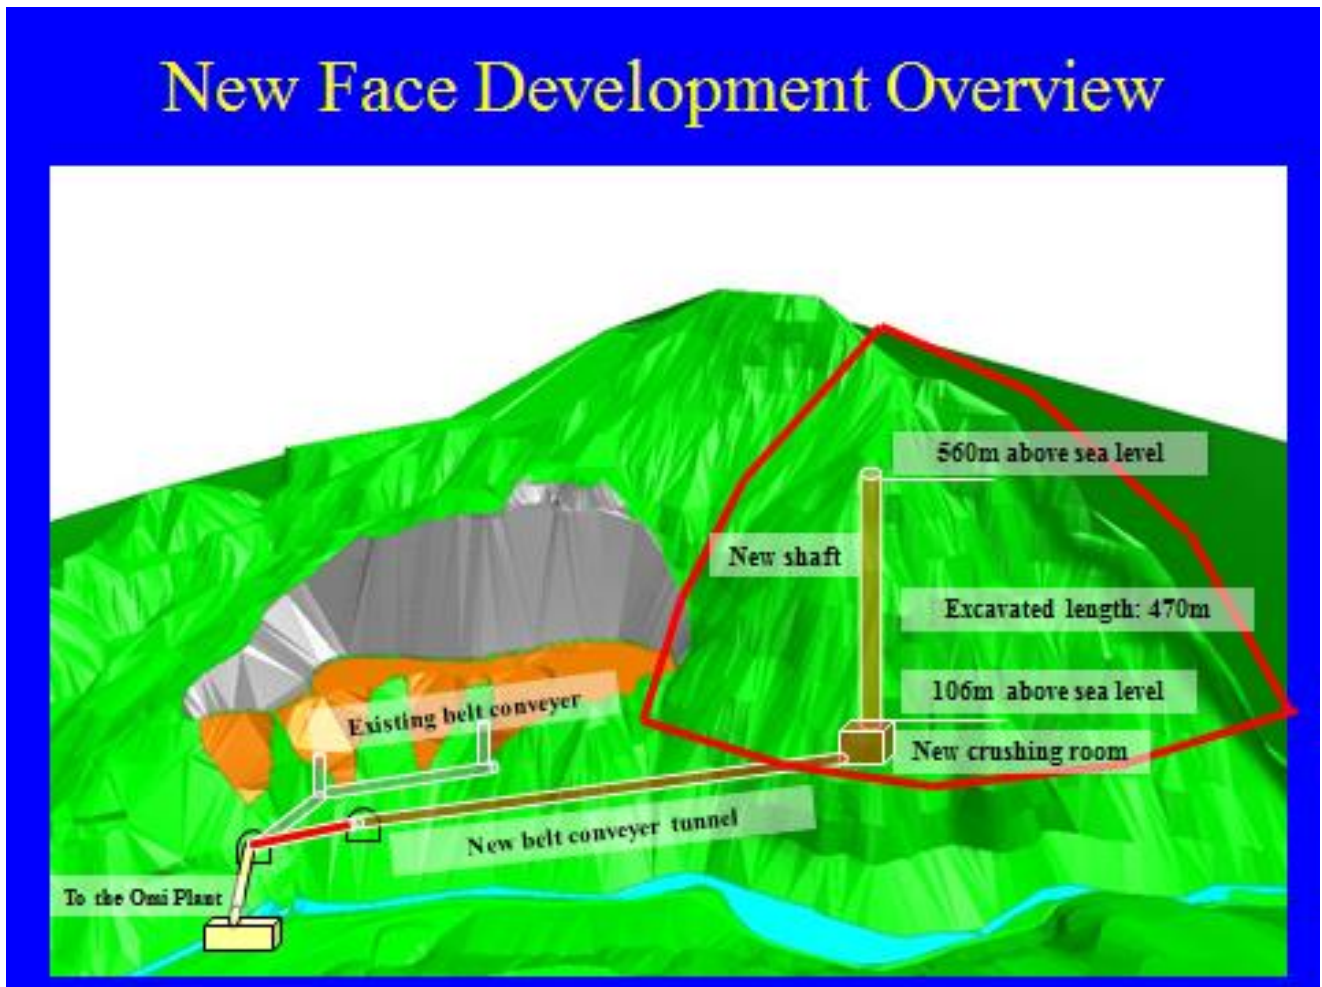 New Face Development Overview
560m above sea level
New shaft
Excavated length: 470m
106m above sea level
Existing belt conveyer
New crushing room
New belt conveyer tunnel
To the Omi Plant